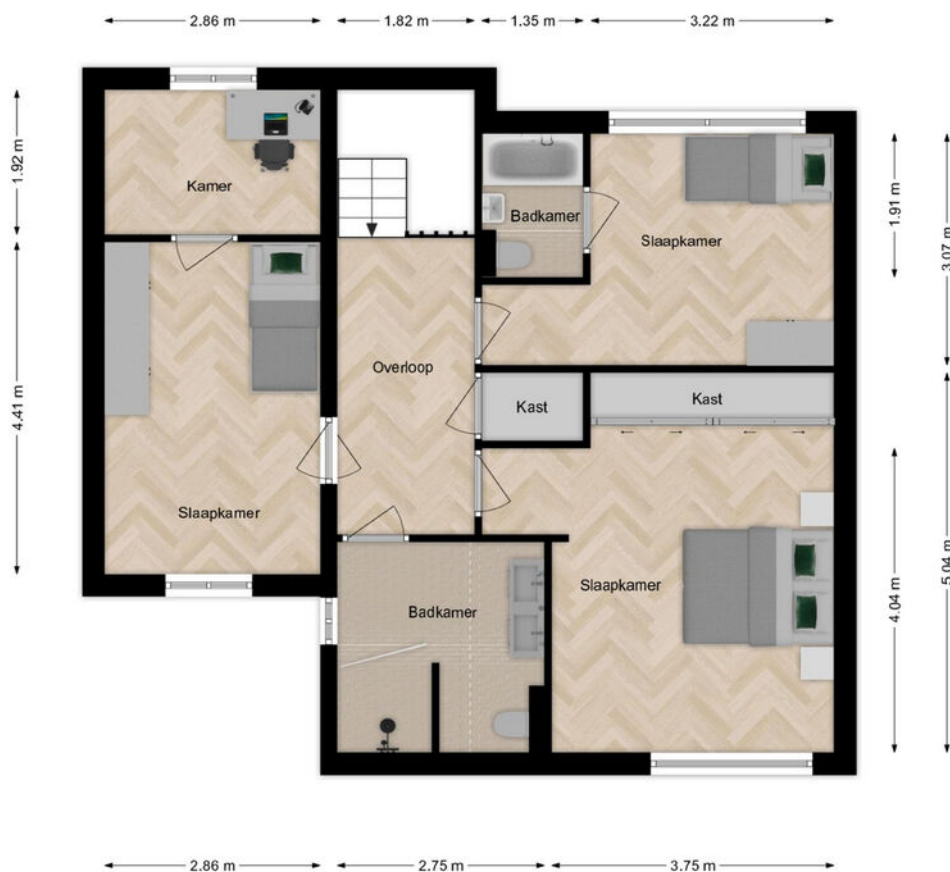 2.86 m
1.82 m
1.35 m
3.22 m
1.92 m
Kamer
Badkamer
1.91 m
Slaapkamer
3.07 m
Overloop
Kast
Kast
4.41 m
Slaapkamer
Badkamer
Slaapkamer
4.04 m
5.04 m
2.86 m
2.75 m
3.75 m